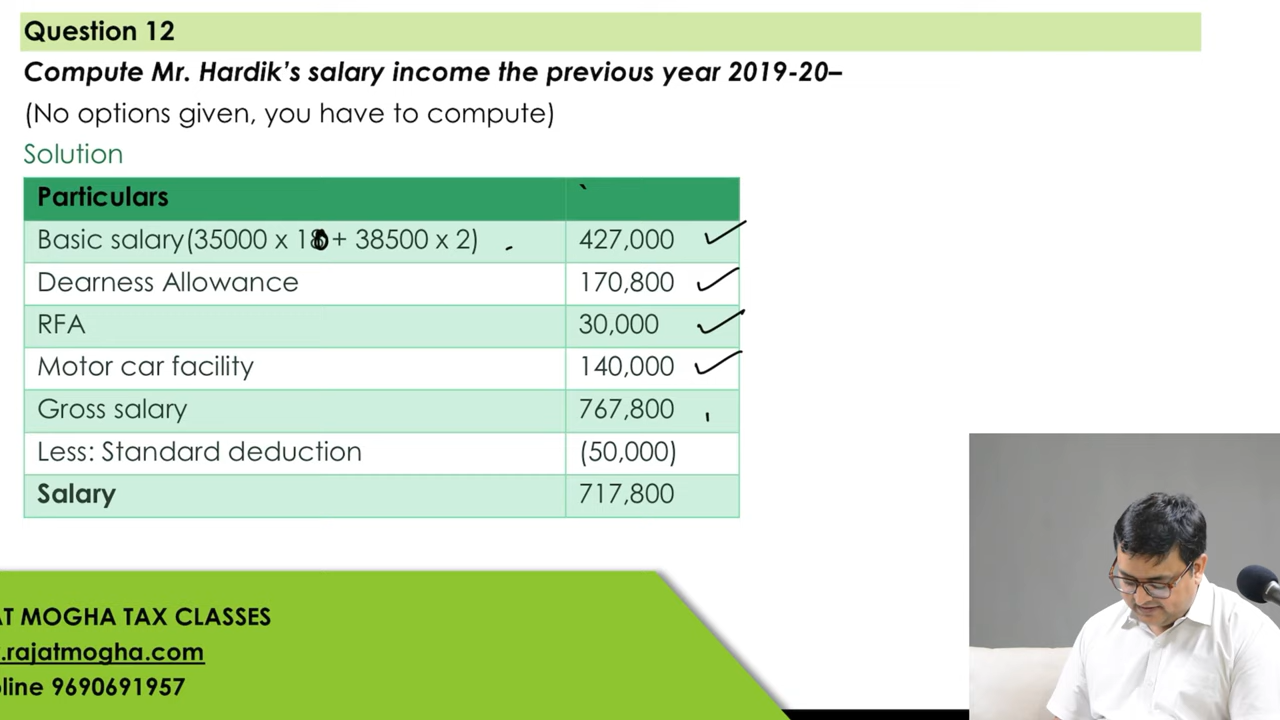 Question 12
Compute Mr. Hardik's salary income the previous year 2019-20–
(No options given, you have to compute)
Solution
Particulars `
Basic salary(35000 x 10 + 38500 x 2) 427,000
Dearness Allowance 170,800
RFA 30,000
Motor car facility 140,000
Gross salary 767,800
Less: Standard deduction (50,000)
Salary 717,800
AT MOGHA TAX CLASSES
.rajatmogha.com
pline 9690691957